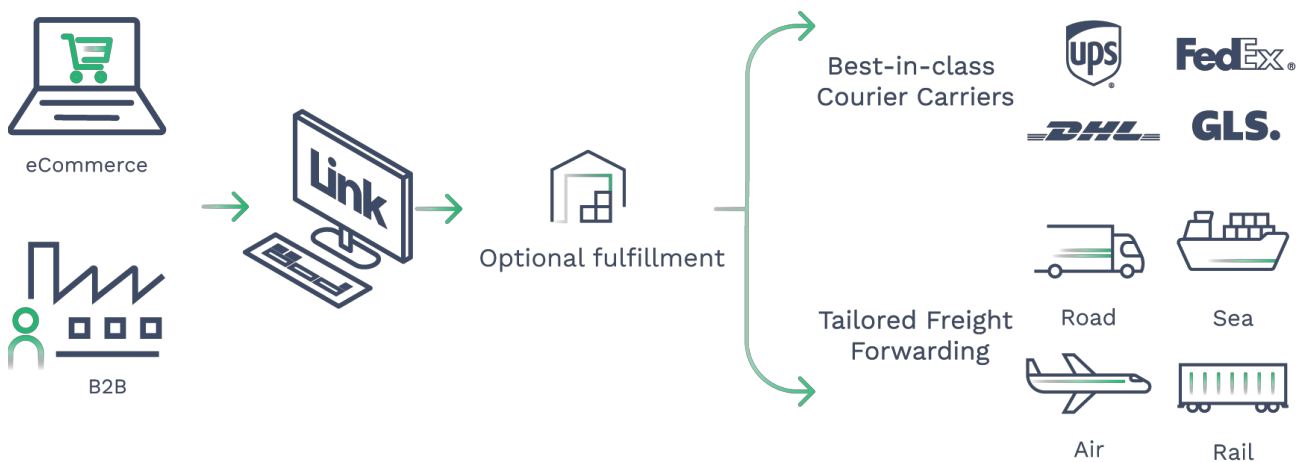 eCommerce
B2B
Link
Optional fulfillment
Best-in-class
Courier Carriers
ups
FedEx®
DHL
GLS.
Tailored Freight
Forwarding
Road
Sea
Air
Rail